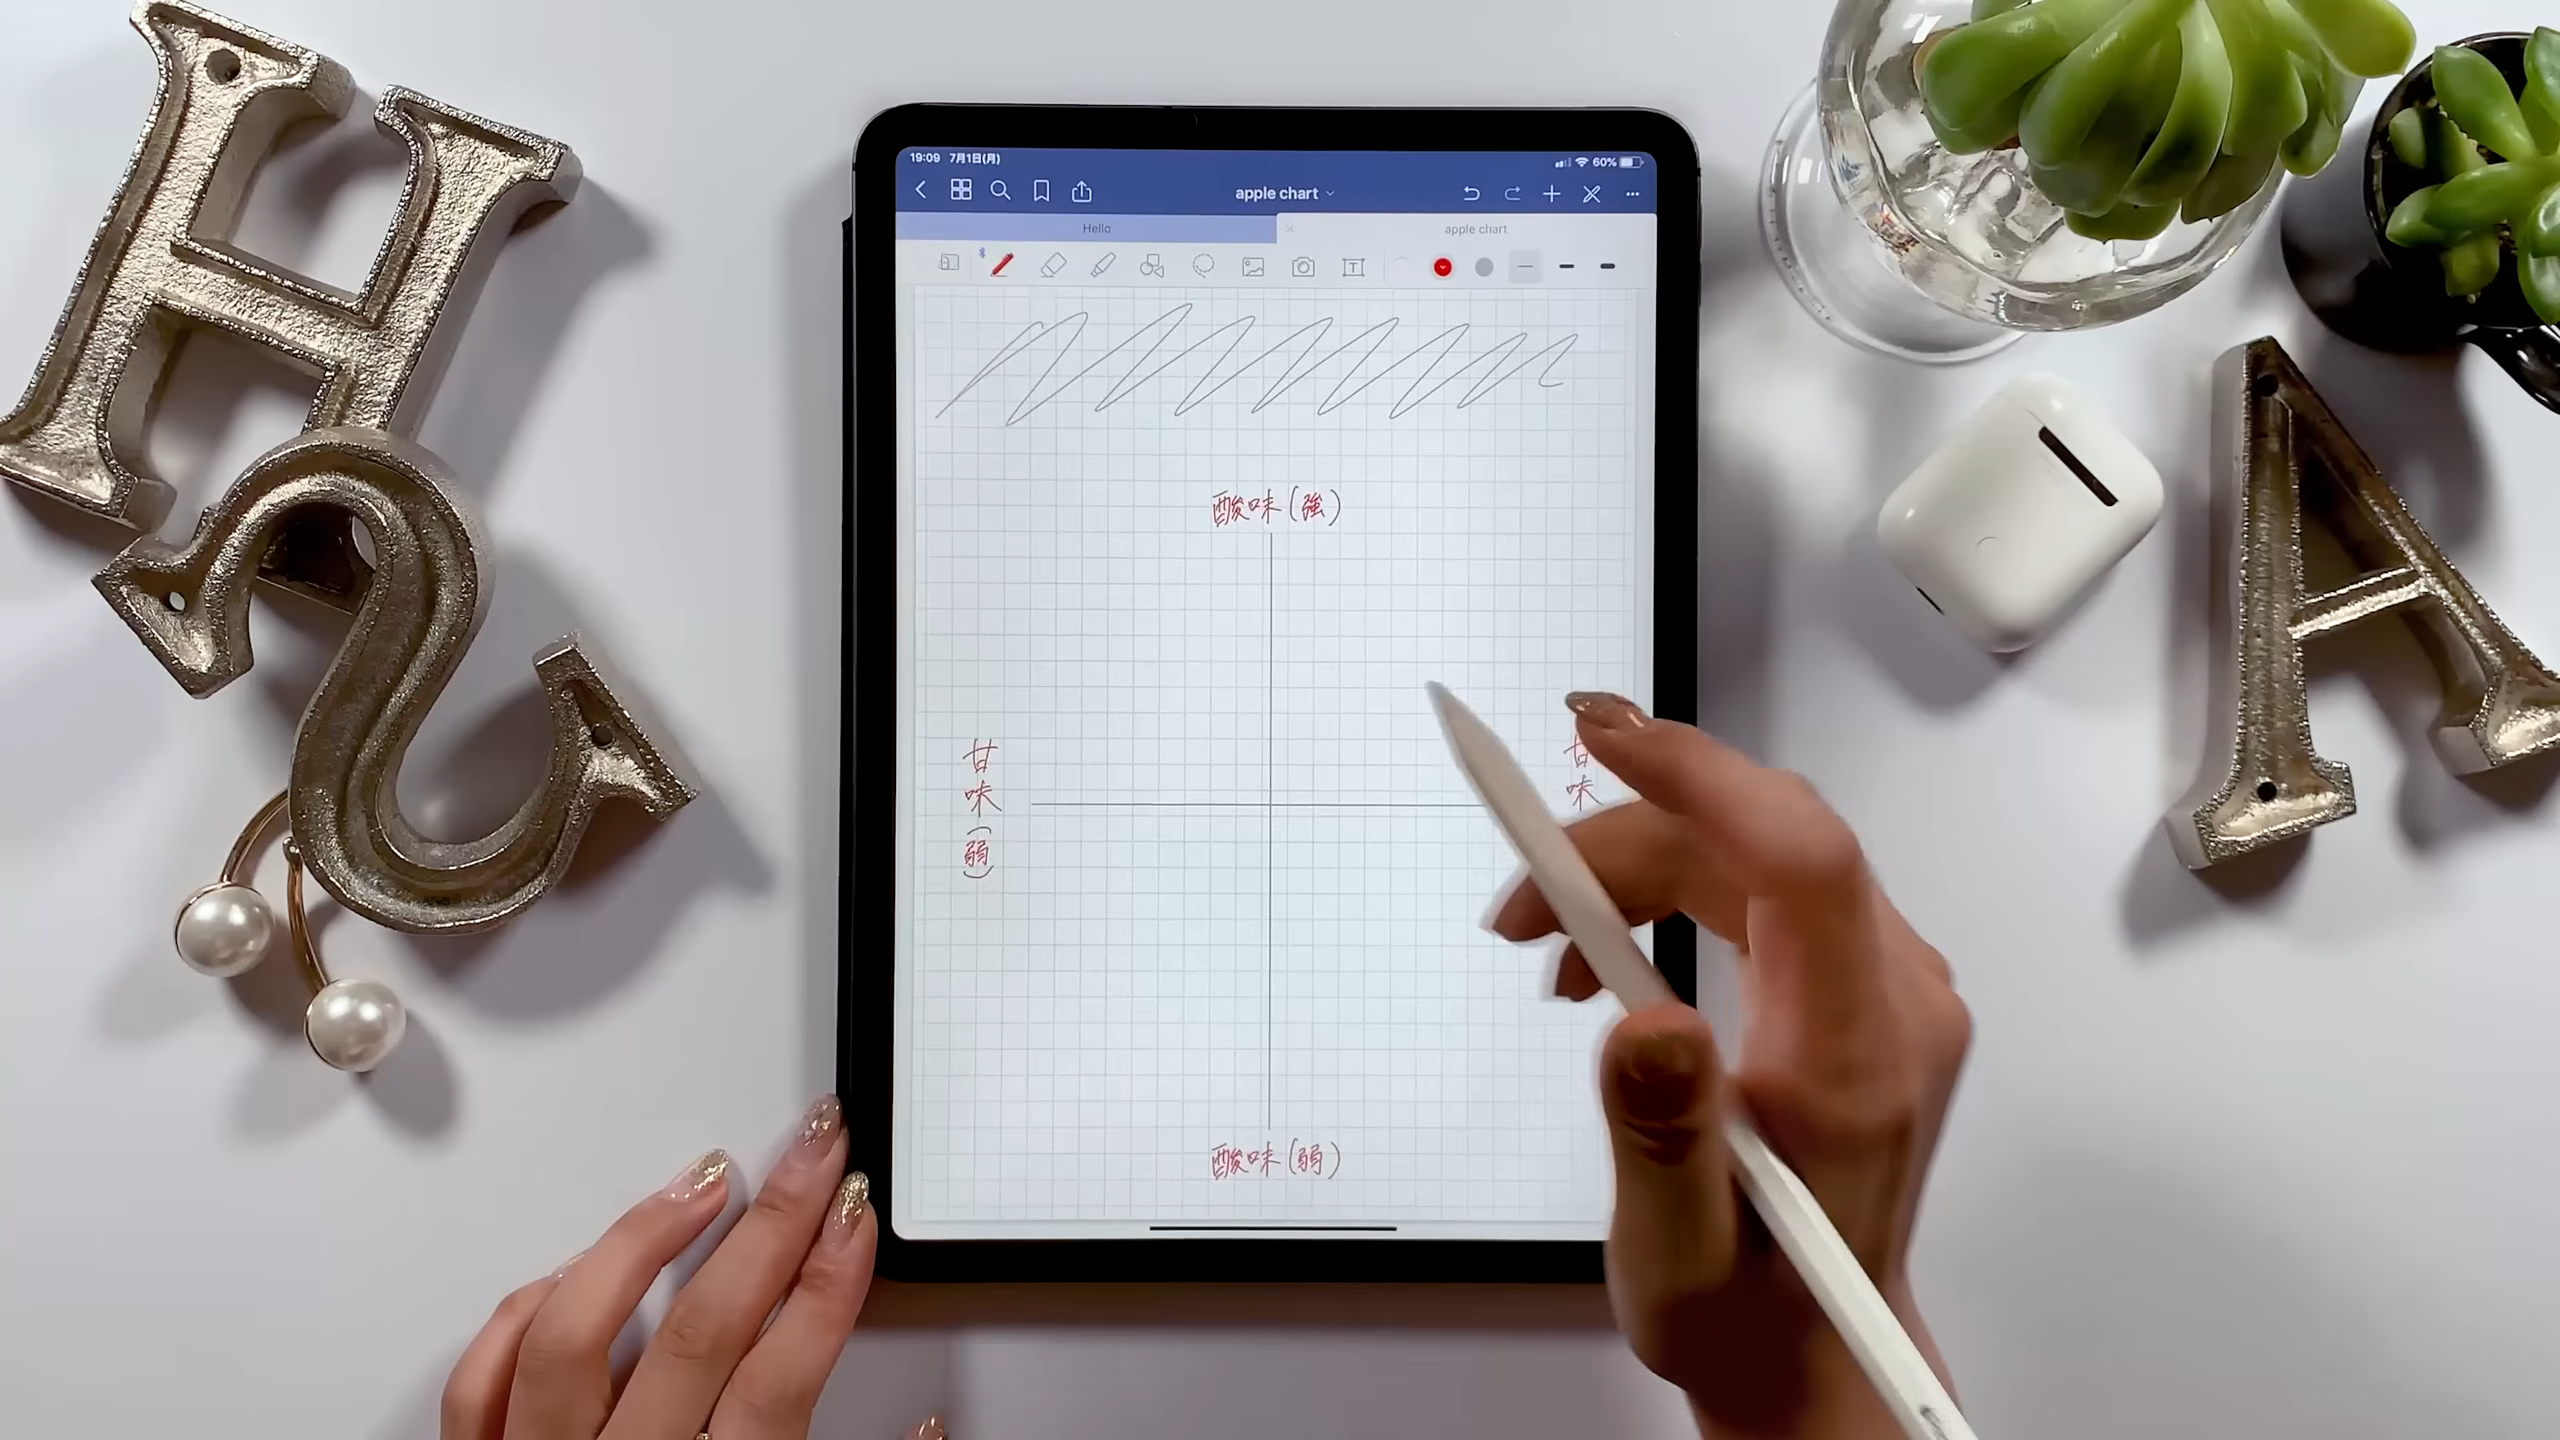 19:09 7月1日(月)
60%
apple chart
Hello
apple chart
酸味(強)
甘味(弱)
甘味
酸味(弱)
H
S
A